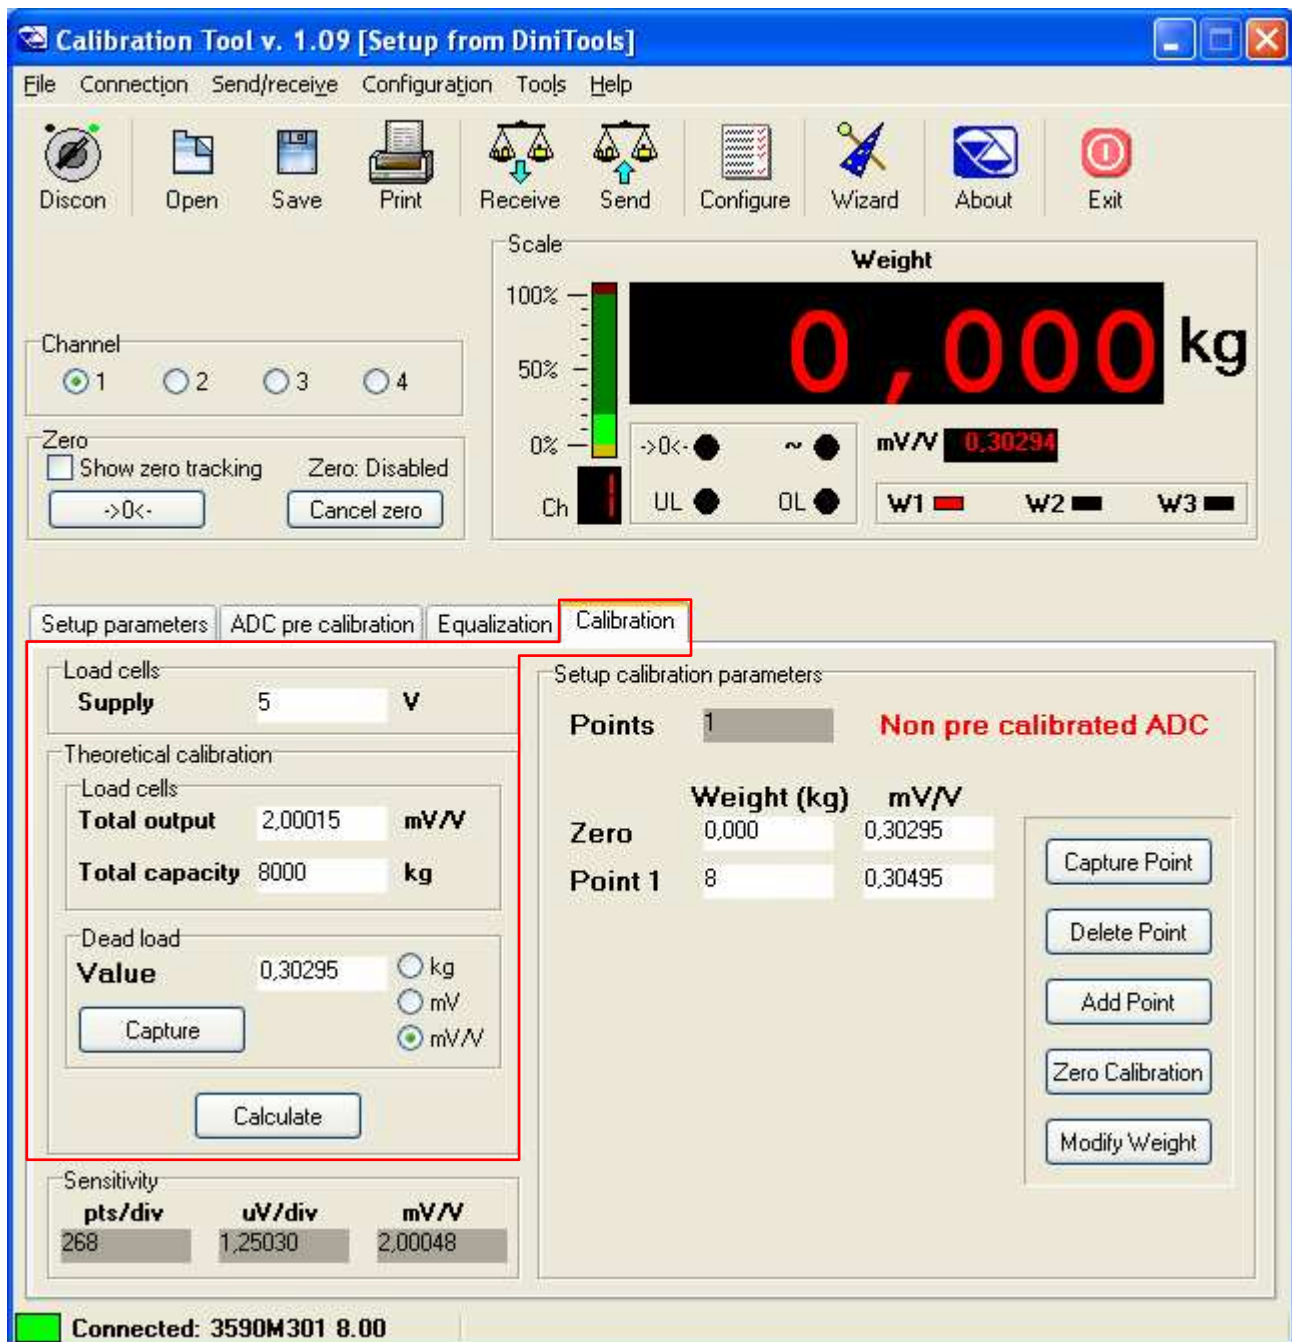 Calibration Tool v. 1.09 [Setup from DiniTools]
File Connection Send/receive Configuration Tools Help
Discon Open Save Print Receive Send Configure Wizard About Exit
Scale
Weight
100%
50%
0%
0,000 kg
Channel
1 2 3 4
Zero
Show zero tracking Zero: Disabled
->0<- Cancel zero
->0<- ~
UL OL
Ch 1
mV/V 0,30294
W1 W2 W3
Setup parameters ADC pre calibration Equalization Calibration
Load cells
Supply 5 V
Theoretical calibration
Load cells
Total output 2,00015 mV/V
Total capacity 8000 kg
Dead load
Value 0,30295 kg
mV
Capture mV/V
Calculate
Sensitivity
pts/div uV/div mV/V
268 1,25030 2,00048
Setup calibration parameters
Points 1 Non pre calibrated ADC
Weight (kg) mV/V
Zero 0,000 0,30295
Point 1 8 0,30495
Capture Point
Delete Point
Add Point
Zero Calibration
Modify Weight
Connected: 3590M301 8.00